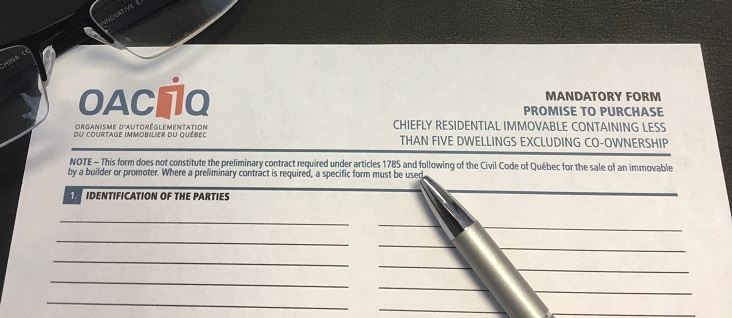 CHINA CE
INNOVATIVE E
OACIQ
ORGANISME D'AUTORÉGLEMENTATION
DU COURTAGE IMMOBILIER DU QUÉBEC
MANDATORY FORM
PROMISE TO PURCHASE
CHIEFLY RESIDENTIAL IMMOVABLE CONTAINING LESS
THAN FIVE DWELLINGS EXCLUDING CO-OWNERSHIP
NOTE – This form does not constitute the preliminary contract required under articles 1785 and following of the Civil Code of Québec for the sale of an immovable
by a builder or promoter. Where a preliminary contract is required, a specific form must be used.
1. IDENTIFICATION OF THE PARTIES